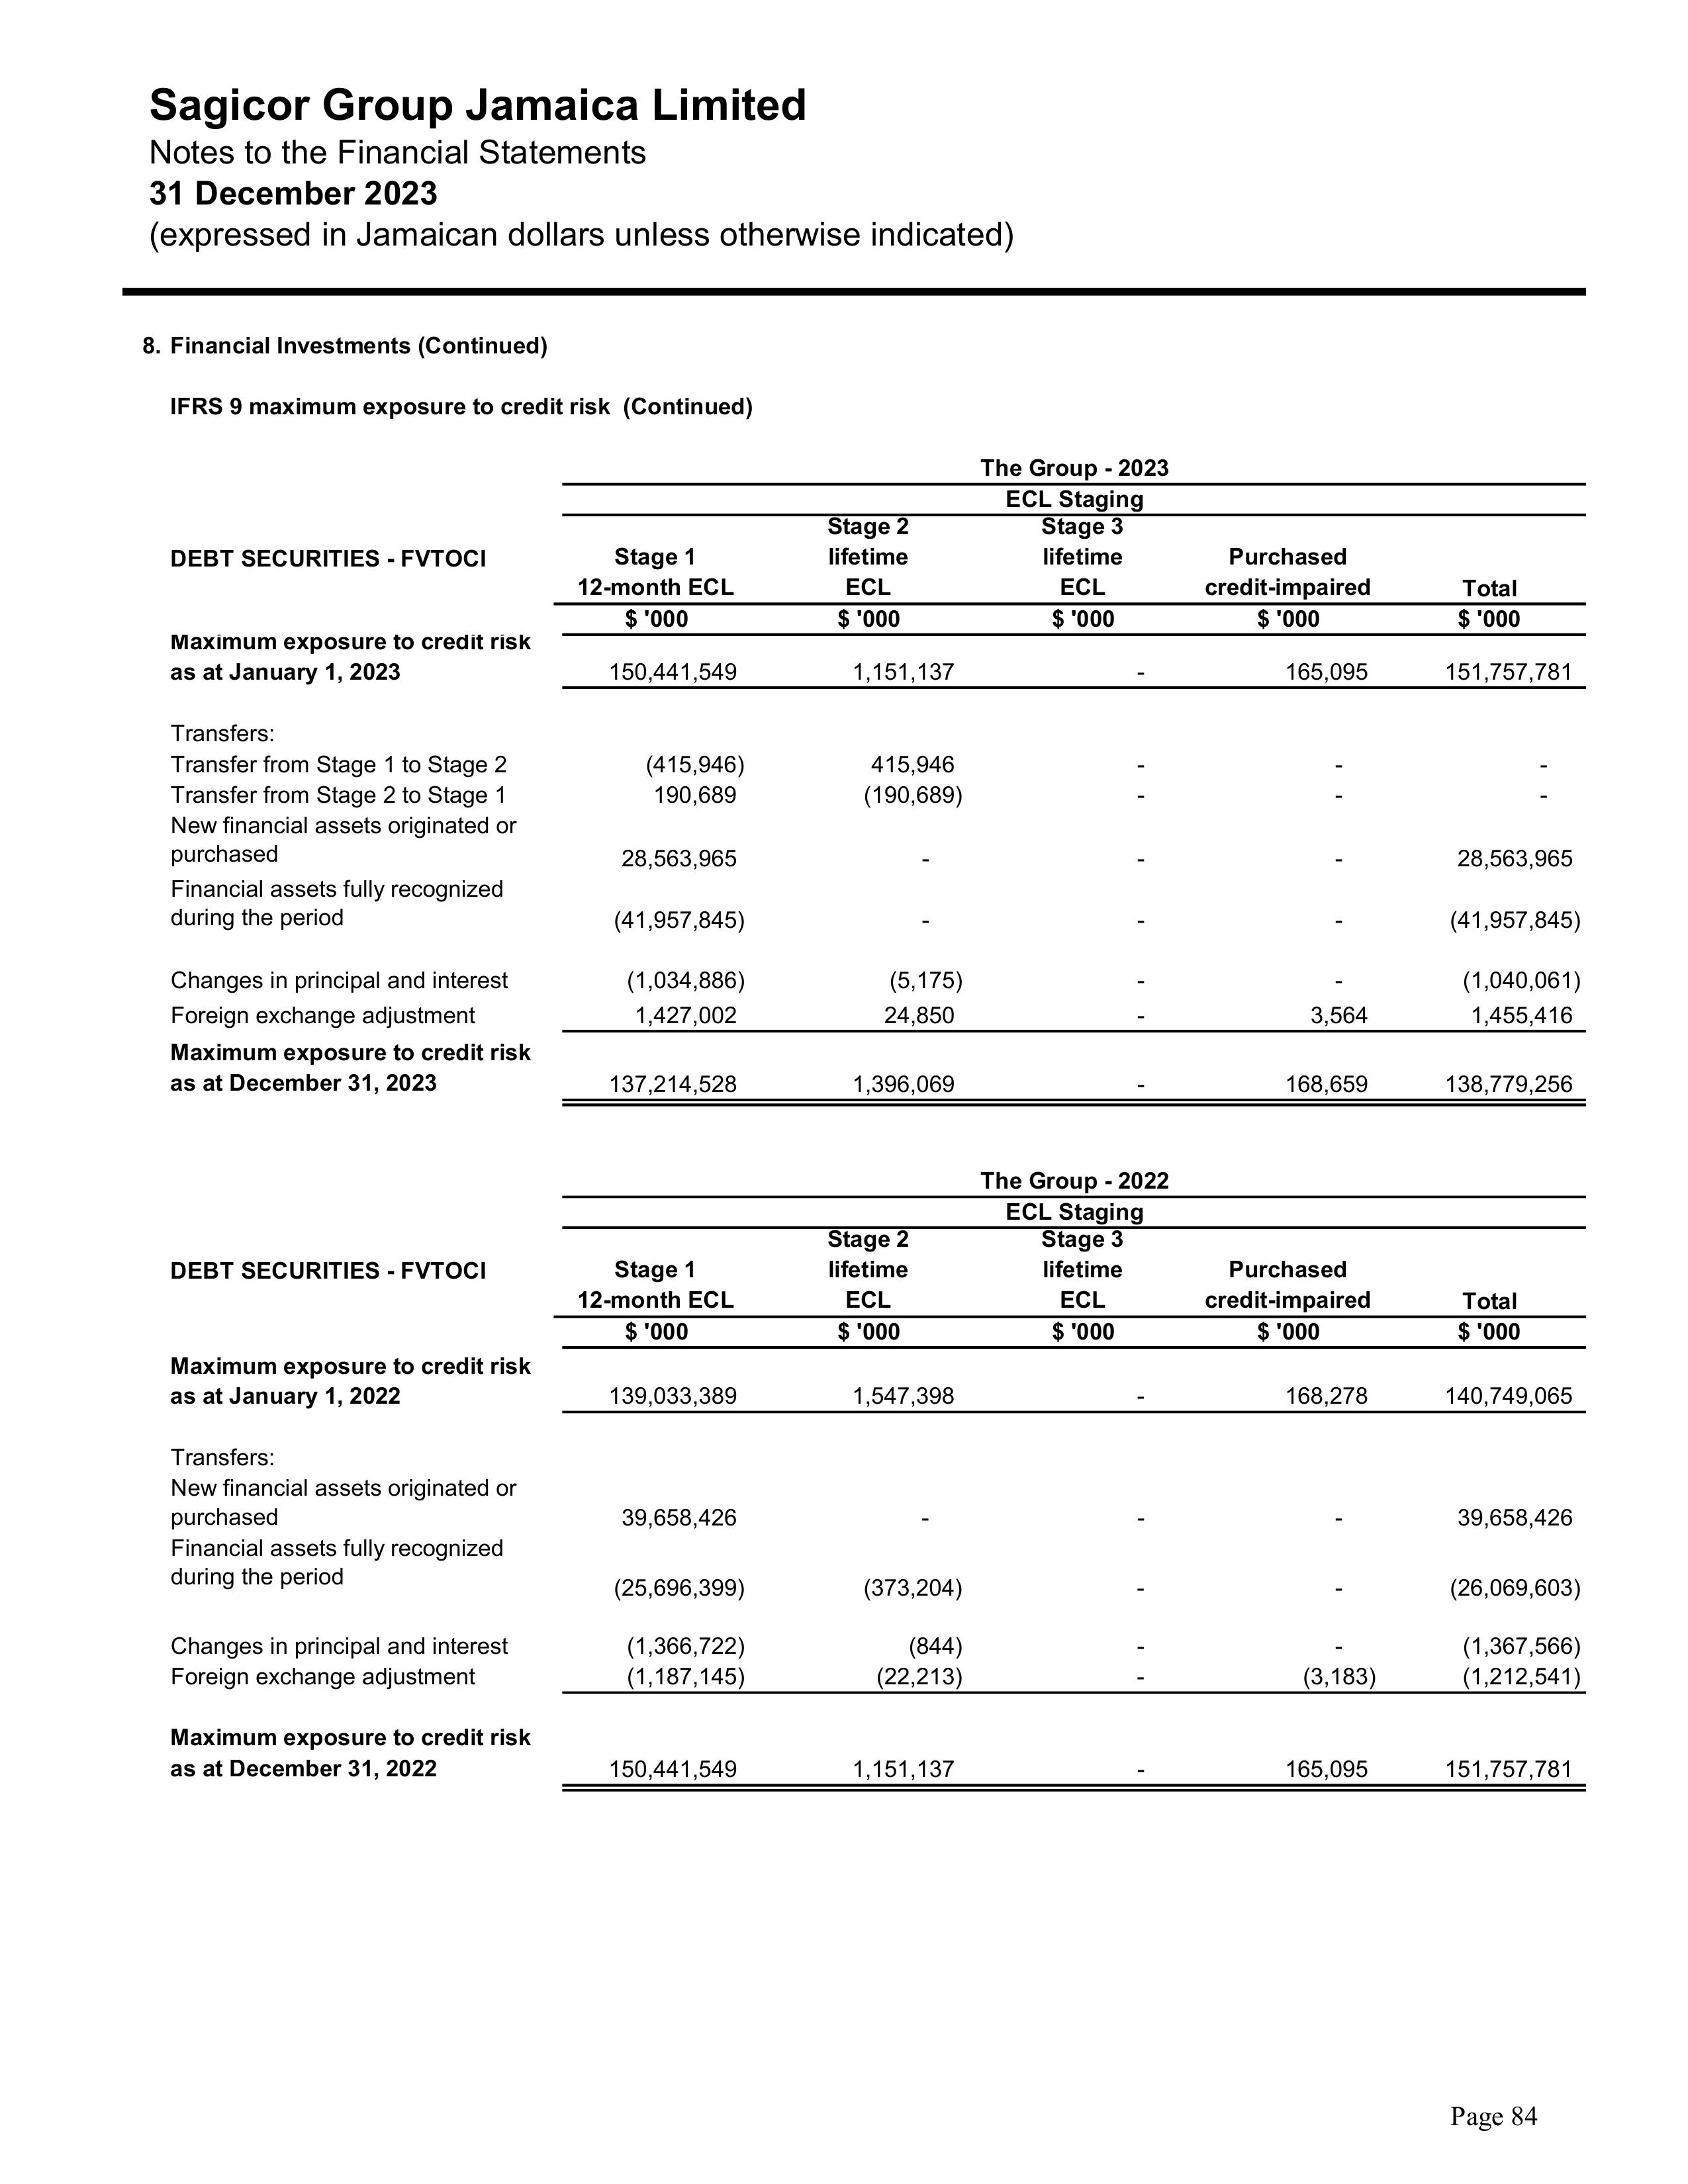 Sagicor Group Jamaica Limited
Notes to the Financial Statements
31 December 2023
(expressed in Jamaican dollars unless otherwise indicated)
8. Financial Investments (Continued)
IFRS 9 maximum exposure to credit risk (Continued)
The Group - 2023
ECL Staging
Stage 2 Stage 3
DEBT SECURITIES - FVTOCI Stage 1 lifetime lifetime Purchased
12-month ECL ECL ECL credit-impaired Total
$ '000 $ '000 $ '000 $ '000 $ '000
Maximum exposure to credit risk
as at January 1, 2023 150,441,549 1,151,137 - 165,095 151,757,781
Transfers:
Transfer from Stage 1 to Stage 2 (415,946) 415,946 - - -
Transfer from Stage 2 to Stage 1 190,689 (190,689) - - -
New financial assets originated or
purchased 28,563,965 - - - 28,563,965
Financial assets fully recognized
during the period (41,957,845) - - - (41,957,845)
Changes in principal and interest (1,034,886) (5,175) - - (1,040,061)
Foreign exchange adjustment 1,427,002 24,850 - 3,564 1,455,416
Maximum exposure to credit risk
as at December 31, 2023 137,214,528 1,396,069 - 168,659 138,779,256
The Group - 2022
ECL Staging
Stage 2 Stage 3
DEBT SECURITIES - FVTOCI Stage 1 lifetime lifetime Purchased
12-month ECL ECL ECL credit-impaired Total
$ '000 $ '000 $ '000 $ '000 $ '000
Maximum exposure to credit risk
as at January 1, 2022 139,033,389 1,547,398 - 168,278 140,749,065
Transfers:
New financial assets originated or
purchased 39,658,426 - - - 39,658,426
Financial assets fully recognized
during the period (25,696,399) (373,204) - - (26,069,603)
Changes in principal and interest (1,366,722) (844) - - (1,367,566)
Foreign exchange adjustment (1,187,145) (22,213) - (3,183) (1,212,541)
Maximum exposure to credit risk
as at December 31, 2022 150,441,549 1,151,137 - 165,095 151,757,781
Page 84